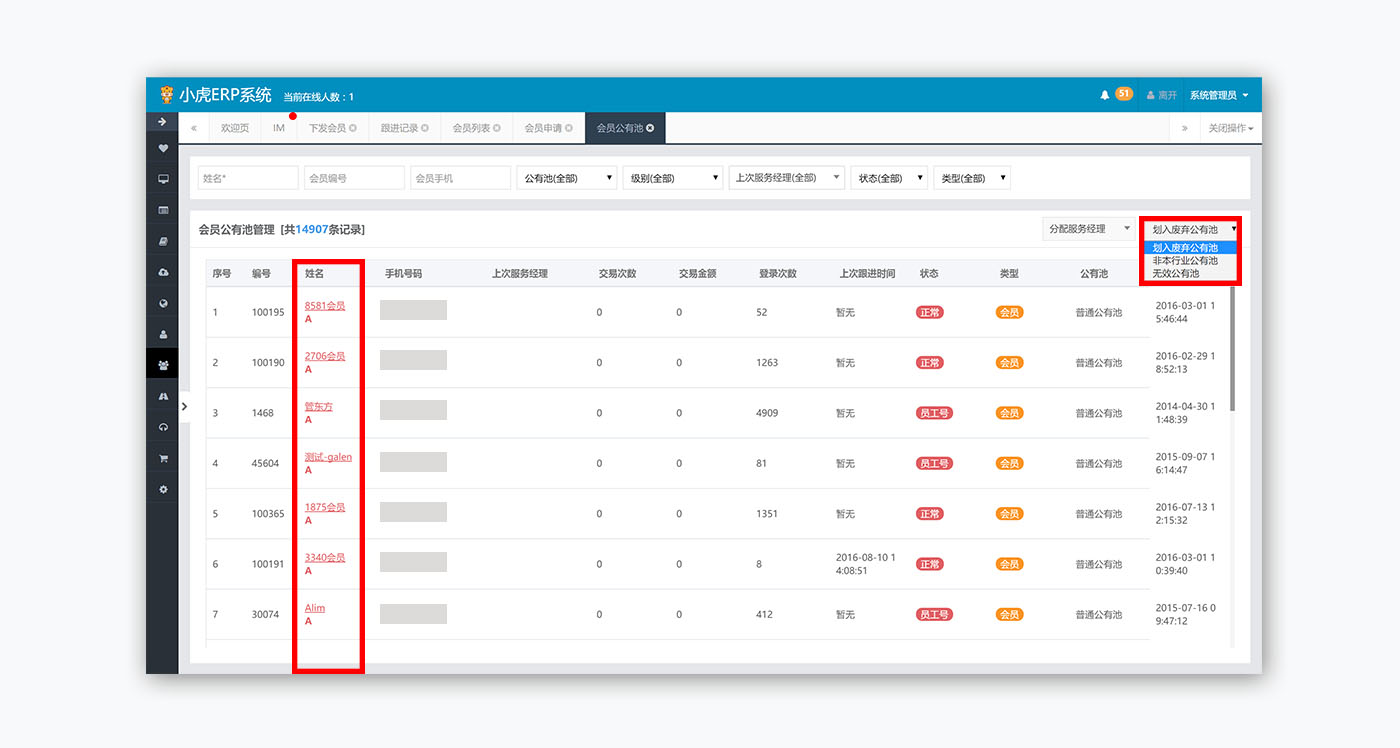 小虎ERP系统 当前在线人数：1 51 离开 系统管理员
« 欢迎页 IM 下发会员 跟进记录 会员列表 会员申请 会员公有池 » 关闭操作
姓名* 会员编号 会员手机 公有池(全部) 级别(全部) 上次服务经理(全部) 状态(全部) 类型(全部)
会员公有池管理 [共14907条记录] 分配服务经理 划入废弃公有池
划入废弃公有池
非本行业公有池
无效公有池
序号 编号 姓名 手机号码 上次服务经理 交易次数 交易金额 登录次数 上次跟进时间 状态 类型 公有池
1 100195 8581会员 0 0 52 暂无 正常 会员 普通公有池 2016-03-01 1
A 5:46:44
2 100190 2706会员 0 0 1263 暂无 正常 会员 普通公有池 2016-02-29 1
A 8:52:13
3 1468 管东方 0 0 4909 暂无 员工号 会员 普通公有池 2014-04-30 1
A 1:48:39
4 45604 测试-galen 0 0 81 暂无 员工号 会员 普通公有池 2015-09-07 1
A 6:14:47
5 100365 1875会员 0 0 1351 暂无 正常 会员 普通公有池 2016-07-13 1
A 2:15:32
6 100191 3340会员 0 0 8 2016-08-10 1 正常 会员 普通公有池 2016-03-01 1
A 4:08:51 0:39:40
7 30074 Alim 0 0 412 暂无 员工号 会员 普通公有池 2015-07-16 0
A 9:47:12